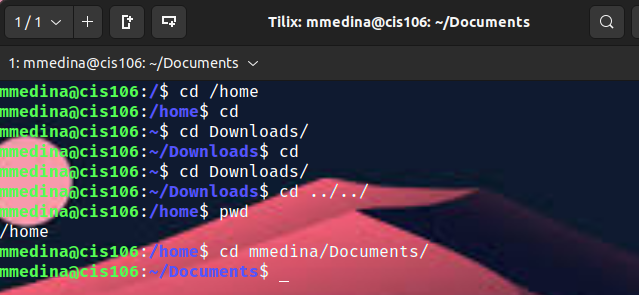 1 / 1
Tilix: mmedina@cis106: ~/Documents
1: mmedina@cis106: ~/Documents
mmedina@cis106:/$ cd /home
mmedina@cis106:/home$ cd
mmedina@cis106:~$ cd Downloads/
mmedina@cis106:~/Downloads$ cd
mmedina@cis106:~$ cd Downloads/
mmedina@cis106:~/Downloads$ cd ../../
mmedina@cis106:/home$ pwd
/home
mmedina@cis106:/home$ cd mmedina/Documents/
mmedina@cis106:~/Documents$ _